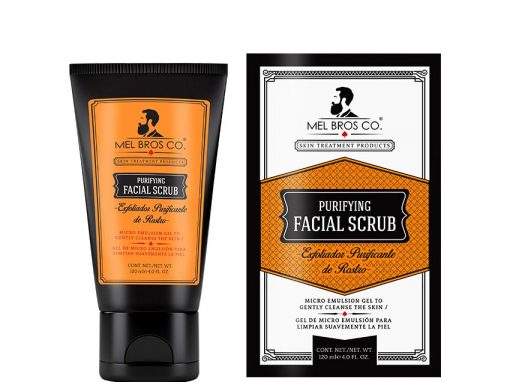 MEL BROS CO.®
SKIN TREATMENT PRODUCTS
PURIFYING
FACIAL SCRUB
Exfoliador Purificante
de Rostro
MICRO EMULSION GEL TO
GENTLY CLEANSE THE SKIN /
GEL DE MICRO EMULSIÓN PARA
LIMPIAR SUAVEMENTE LA PIEL
CONT. NET./NET. WT.
120 ml e 4.0 FL. OZ.
MEL BROS CO.®
SKIN TREATMENT PRODUCTS
PURIFYING
FACIAL SCRUB
Exfoliador Purificante
de Rostro
MICRO EMULSION GEL TO
GENTLY CLEANSE THE SKIN /
GEL DE MICRO EMULSIÓN PARA
LIMPIAR SUAVEMENTE LA PIEL
CONT. NET./NET. WT.
120 ml e 4.0 FL. OZ.